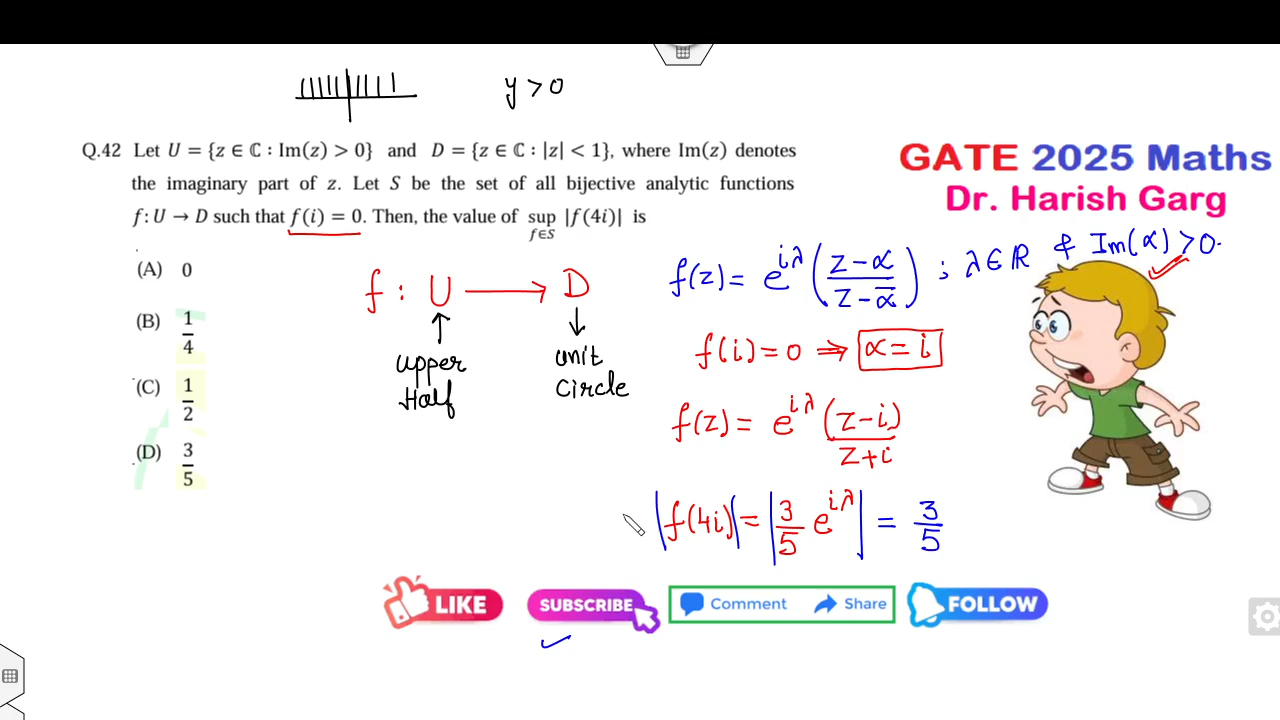 y > 0
Q.42 Let U = {z ∈ ℂ : Im(z) > 0} and D = {z ∈ ℂ : |z| < 1}, where Im(z) denotes
the imaginary part of z. Let S be the set of all bijective analytic functions
f: U → D such that f(i) = 0. Then, the value of sup_{f∈S} |f(4i)| is
(A) 0
(B) 1/4
(C) 1/2
(D) 3/5
GATE 2025 Maths
Dr. Harish Garg
f : U → D
upper
Half
unit
Circle
f(z) = e^{iλ} ( (z-α)/(z-α̅) ) ; λ ∈ ℝ & Im(α) > 0.
f(i) = 0 ⇒ α = i
f(z) = e^{iλ} (z-i)/(z+i)
|f(4i)| = |3/5 e^{iλ}| = 3/5
LIKE
SUBSCRIBE
Comment
Share
FOLLOW